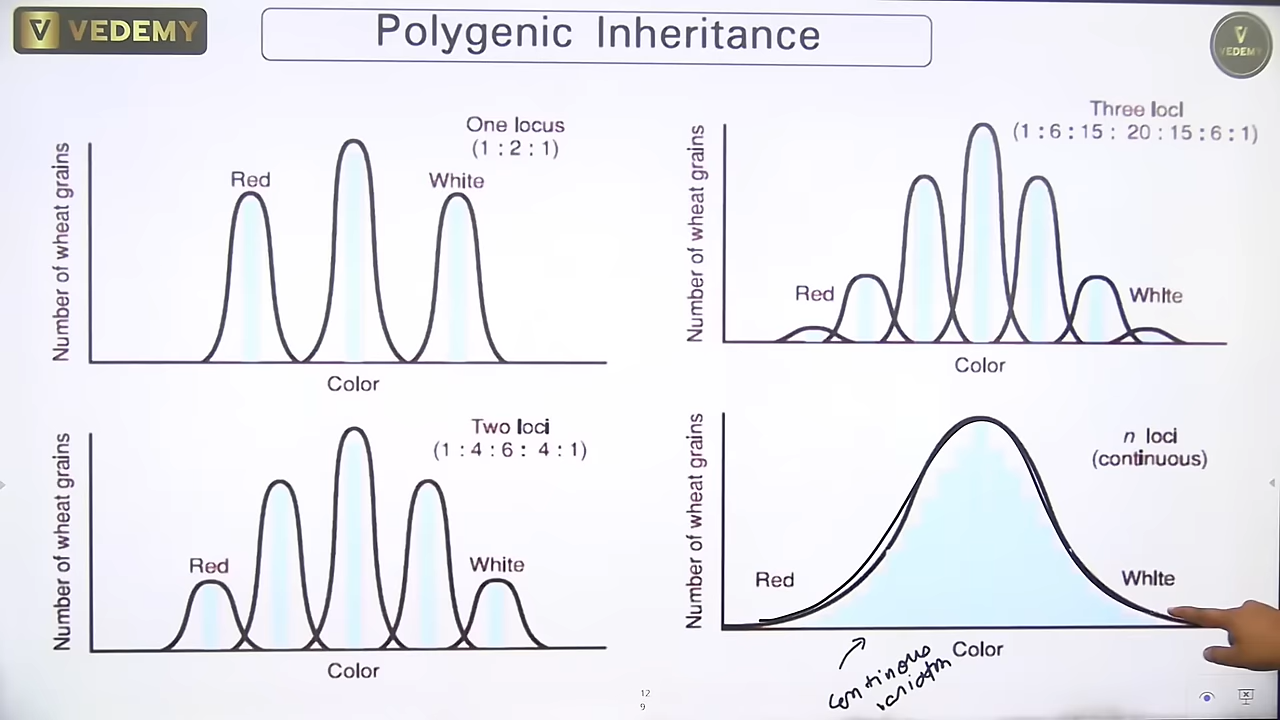 VEDEMY
Polygenic Inheritance
VEDEMY
One locus
(1 : 2 : 1)
Red
White
Number of wheat grains
Color
Three loci
(1 : 6 : 15 : 20 : 15 : 6 : 1)
Red
White
Number of wheat grains
Color
Two loci
(1 : 4 : 6 : 4 : 1)
Red
White
Number of wheat grains
Color
n loci
(continuous)
Red
White
Number of wheat grains
Color
continuous
variation
12
9